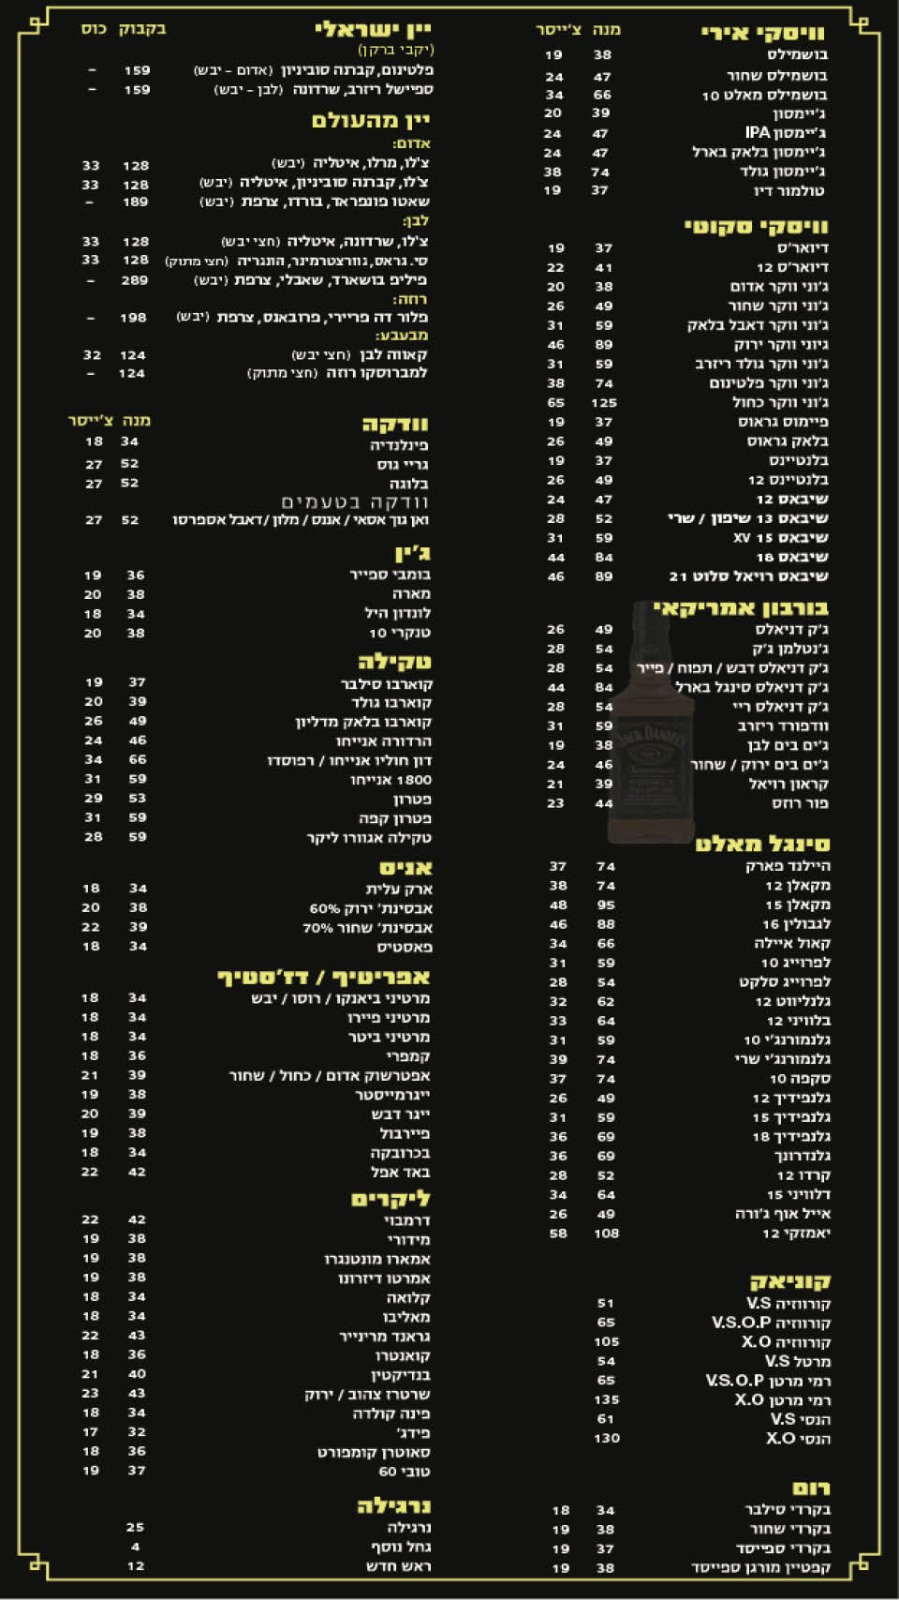 וויסקי אירי מנה צ׳ייסר
בושמילס 38 19
בושמילס שחור 47 24
בושמילס מאלט 10 66 34
ג׳יימסון 39 20
ג׳יימסון IPA 47 24
ג׳יימסון בלאק בארל 47 24
ג׳יימסון גולד 74 38
טולמור דיו 37 19
וויסקי סקוטי
דיואר׳ס 37 19
דיואר׳ס 12 41 22
ג׳וני ווקר אדום 38 20
ג׳וני ווקר שחור 49 26
ג׳וני ווקר דאבל בלאק 59 31
גיוני ווקר ירוק 89 46
ג׳וני ווקר גולד ריזרב 59 31
ג׳וני ווקר פלטינום 74 38
ג׳וני ווקר כחול 125 65
פיימוס גראוס 37 19
בלאק גראוס 49 26
בלנטיינס 37 19
בלנטיינס 12 49 26
שיבאס 12 47 24
שיבאס 13 שיפון / שרי 52 28
שיבאס 15 XV 59 31
שיבאס 18 84 44
שיבאס רויאל סלוט 21 89 46
בורבון אמריקאי
ג׳ק דניאלס 49 26
ג׳נטלמן ג׳ק 54 28
ג׳ק דניאלס דבש / תפוח / פייר 54 28
ג׳ק דניאלס סינגל בארל 84 44
ג׳ק דניאלס ריי 54 28
וודפורד ריזרב 59 31
ג׳ים בים לבן 38 19
ג׳ים בים ירוק / שחור 46 24
קראון רויאל 39 21
פור רוזס 44 23
סינגל מאלט
היילנד פארק 74 37
מקאלן 12 74 38
מקאלן 15 95 48
לגבולין 16 88 46
קאול איילה 66 34
לפרוייג 10 59 31
לפרוייג סלקט 54 28
גלנליווט 12 62 32
בלוויני 12 64 33
גלנמורנג׳י 10 59 31
גלנמורנג׳י שרי 74 39
סקפה 10 74 37
גלנפידיך 12 49 26
גלנפידיך 15 59 31
גלנפידיך 18 69 36
גלנדרונך 69 36
קרדו 12 52 28
דלוויני 15 64 34
אייל אוף ג׳ורה 49 26
יאמזקי 12 108 58
קוניאק
קורווזיה V.S 51
קורווזיה V.S.O.P 65
קורווזיה X.O 105
מרטל V.S 54
רמי מרטן V.S.O.P 65
רמי מרטן X.O 135
הנסי V.S 61
הנסי X.O 130
רום
בקרדי סילבר 34 18
בקרדי שחור 38 19
בקרדי ספייסד 37 19
קפטיין מורגן ספייסד 38 19
יין ישראלי בקבוק כוס
(יקבי ברקן)
פלטינום, קברנה סוביניון (אדום - יבש) 159 -
ספיישל ריזרב, שרדונה (לבן - יבש) 159 -
יין מהעולם
אדום:
צ׳לו, מרלו, איטליה (יבש) 128 33
צ׳לו, קברנה סוביניון, איטליה (יבש) 128 33
שאטו פונפראד, בורדו, צרפת (יבש) 189 -
לבן:
צ׳לו, שרדונה, איטליה (חצי יבש) 128 33
סי. גראס, גוורצטרמינר, הונגריה (חצי מתוק) 128 33
פיליפ בושארד, שאבלי, צרפת (יבש) 289 -
רוזה:
פלור דה פריירי, פרובאנס, צרפת (יבש) 198 -
מבעבע:
קאווה לבן (חצי יבש) 124 32
למברוסקו רוזה (חצי מתוק) 124 -
וודקה מנה צ׳ייסר
פינלנדיה 34 18
גריי גוס 52 27
בלוגה 52 27
וודקה בטעמים
ואן גוך אסאי / אננס / מלון / דאבל אספרסו 52 27
ג׳ין
בומבי ספייר 36 19
מארה 38 20
לונדון היל 34 18
טנקרי 10 38 20
טקילה
קוארבו סילבר 37 19
קוארבו גולד 39 20
קוארבו בלאק מדליון 49 26
הרדורה אנייחו 46 24
דון חוליו אנייחו / רפוסדו 66 34
1800 אנייחו 59 31
פטרון 53 29
פטרון קפה 59 31
טקילה אגוורו ליקר 59 28
אניס
ארק עלית 34 18
אבסינת׳ ירוק 60% 38 20
אבסינת׳ שחור 70% 39 22
פאסטיס 34 18
אפריטיף / דז׳סטיף
מרטיני ביאנקו / רוסו / יבש 34 18
מרטיני פיירו 34 18
מרטיני ביטר 34 18
קמפרי 36 18
אפטרשוק אדום / כחול / שחור 39 21
ייגרמייסטר 38 19
ייגר דבש 39 20
פיירבול 38 19
בכרובקה 34 18
באד אפל 42 22
ליקרים
דרמבוי 42 22
מידורי 38 19
אמארו מונטנגרו 38 19
אמרטו דיזרונו 38 19
קלואה 34 18
מאליבו 34 18
גראנד מרינייר 43 22
קואנטרו 36 18
בנדיקטין 40 21
שרטרז צהוב / ירוק 43 23
פינה קולדה 34 18
פידג׳ 32 17
סאוטרן קומפורט 36 18
טובי 60 37 19
נרגילה
נרגילה 25
גחל נוסף 4
ראש חדש 12